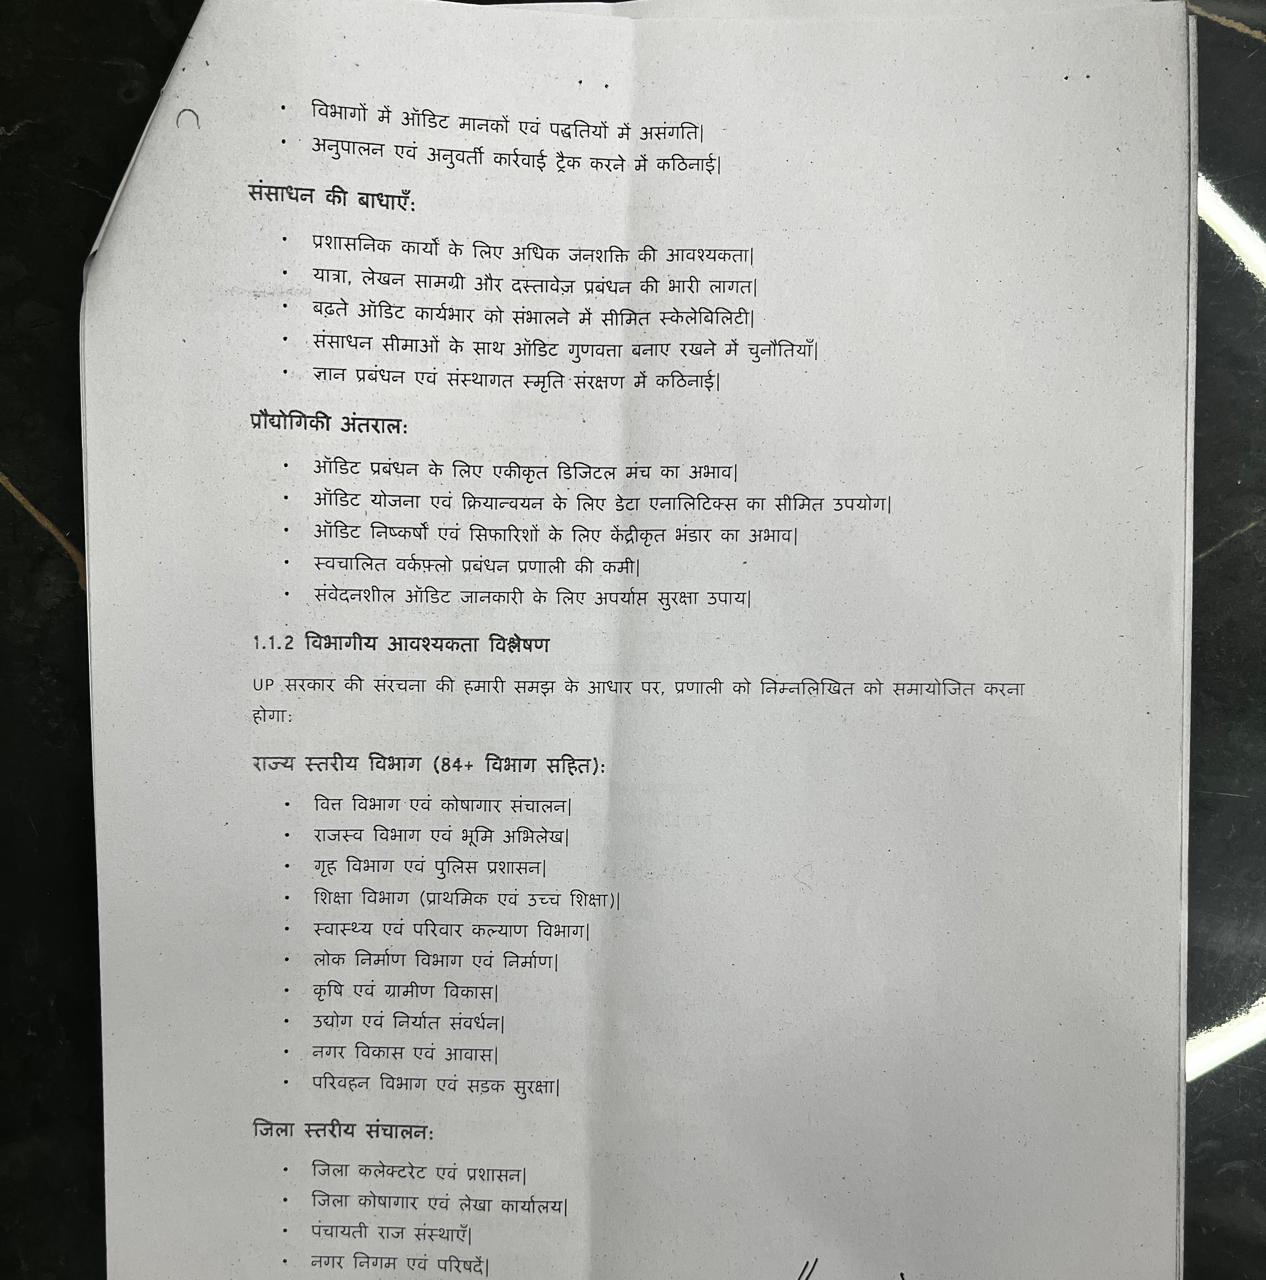 • विभागों में ऑडिट मानकों एवं पद्धतियों में असंगति|
• अनुपालन एवं अनुवर्ती कार्रवाई ट्रैक करने में कठिनाई|
संसाधन की बाधाएँ:
• प्रशासनिक कार्यों के लिए अधिक जनशक्ति की आवश्यकता|
• यात्रा, लेखन सामग्री और दस्तावेज़ प्रबंधन की भारी लागत|
• बढ़ते ऑडिट कार्यभार को संभालने में सीमित स्केलेबिलिटी|
• संसाधन सीमाओं के साथ ऑडिट गुणवत्ता बनाए रखने में चुनौतियाँ|
• ज्ञान प्रबंधन एवं संस्थागत स्मृति संरक्षण में कठिनाई|
प्रौद्योगिकी अंतराल:
• ऑडिट प्रबंधन के लिए एकीकृत डिजिटल मंच का अभाव|
• ऑडिट योजना एवं क्रियान्वयन के लिए डेटा एनालिटिक्स का सीमित उपयोग|
• ऑडिट निष्कर्षों एवं सिफारिशों के लिए केंद्रीकृत भंडार का अभाव|
• स्वचालित वर्कफ़्लो प्रबंधन प्रणाली की कमी|
• संवेदनशील ऑडिट जानकारी के लिए अपर्याप्त सुरक्षा उपाय|
1.1.2 विभागीय आवश्यकता विश्लेषण
UP सरकार की संरचना की हमारी समझ के आधार पर, प्रणाली को निम्नलिखित को समायोजित करना
होगा:
राज्य स्तरीय विभाग (84+ विभाग सहित):
• वित्त विभाग एवं कोषागार संचालन|
• राजस्व विभाग एवं भूमि अभिलेख|
• गृह विभाग एवं पुलिस प्रशासन|
• शिक्षा विभाग (प्राथमिक एवं उच्च शिक्षा)|
• स्वास्थ्य एवं परिवार कल्याण विभाग|
• लोक निर्माण विभाग एवं निर्माण|
• कृषि एवं ग्रामीण विकास|
• उद्योग एवं निर्यात संवर्धन|
• नगर विकास एवं आवास|
• परिवहन विभाग एवं सड़क सुरक्षा|
जिला स्तरीय संचालन:
• जिला कलेक्टरेट एवं प्रशासन|
• जिला कोषागार एवं लेखा कार्यालय|
• पंचायती राज संस्थाएँ|
• नगर निगम एवं परिषदें|